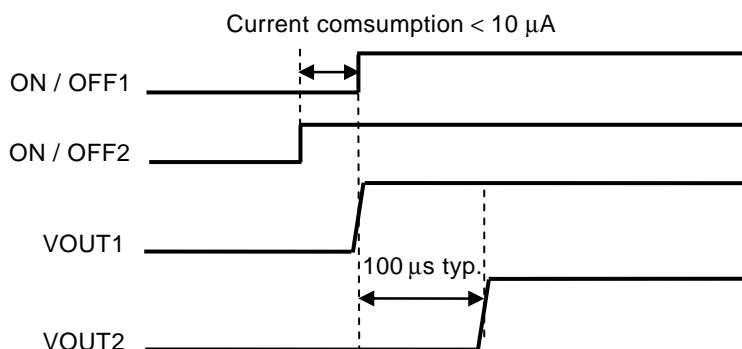 Current comsumption < 10 μA
ON / OFF1
ON / OFF2
VOUT1
100 μs typ.
VOUT2